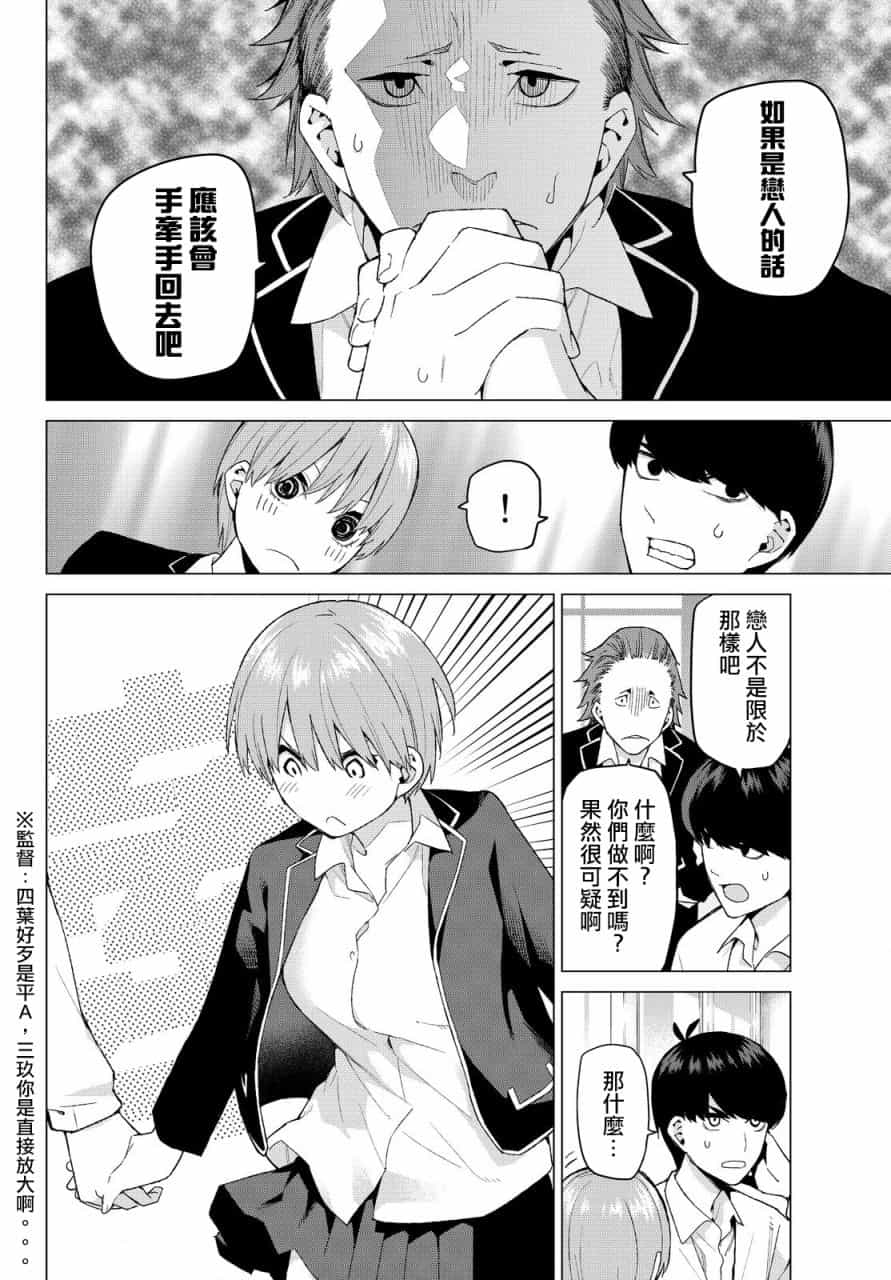 如果是戀人的話
應該會
手牽手回去吧
！
戀人不是限於
那樣吧
什麼啊？
你們做不到嗎？
果然很可疑啊
那什麼…
※監督：四葉好歹是平A，三玖你是直接放大啊。。。